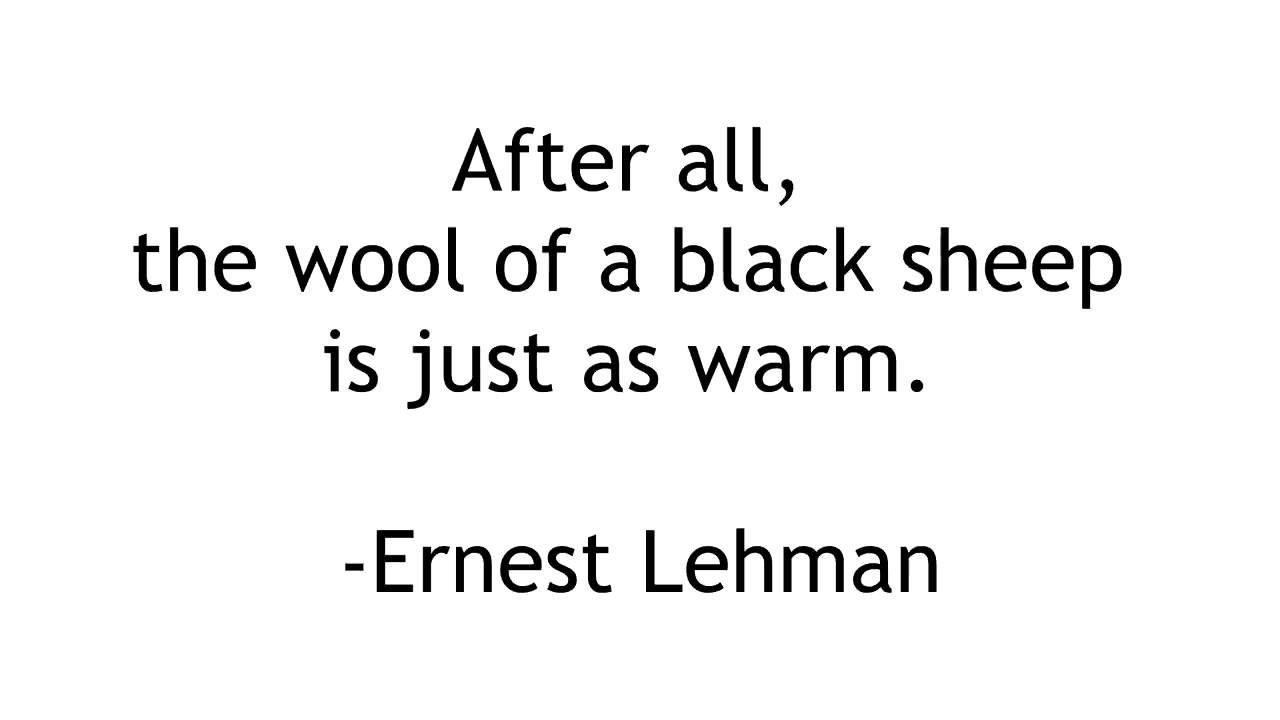 After all,
the wool of a black sheep
is just as warm.
-Ernest Lehman